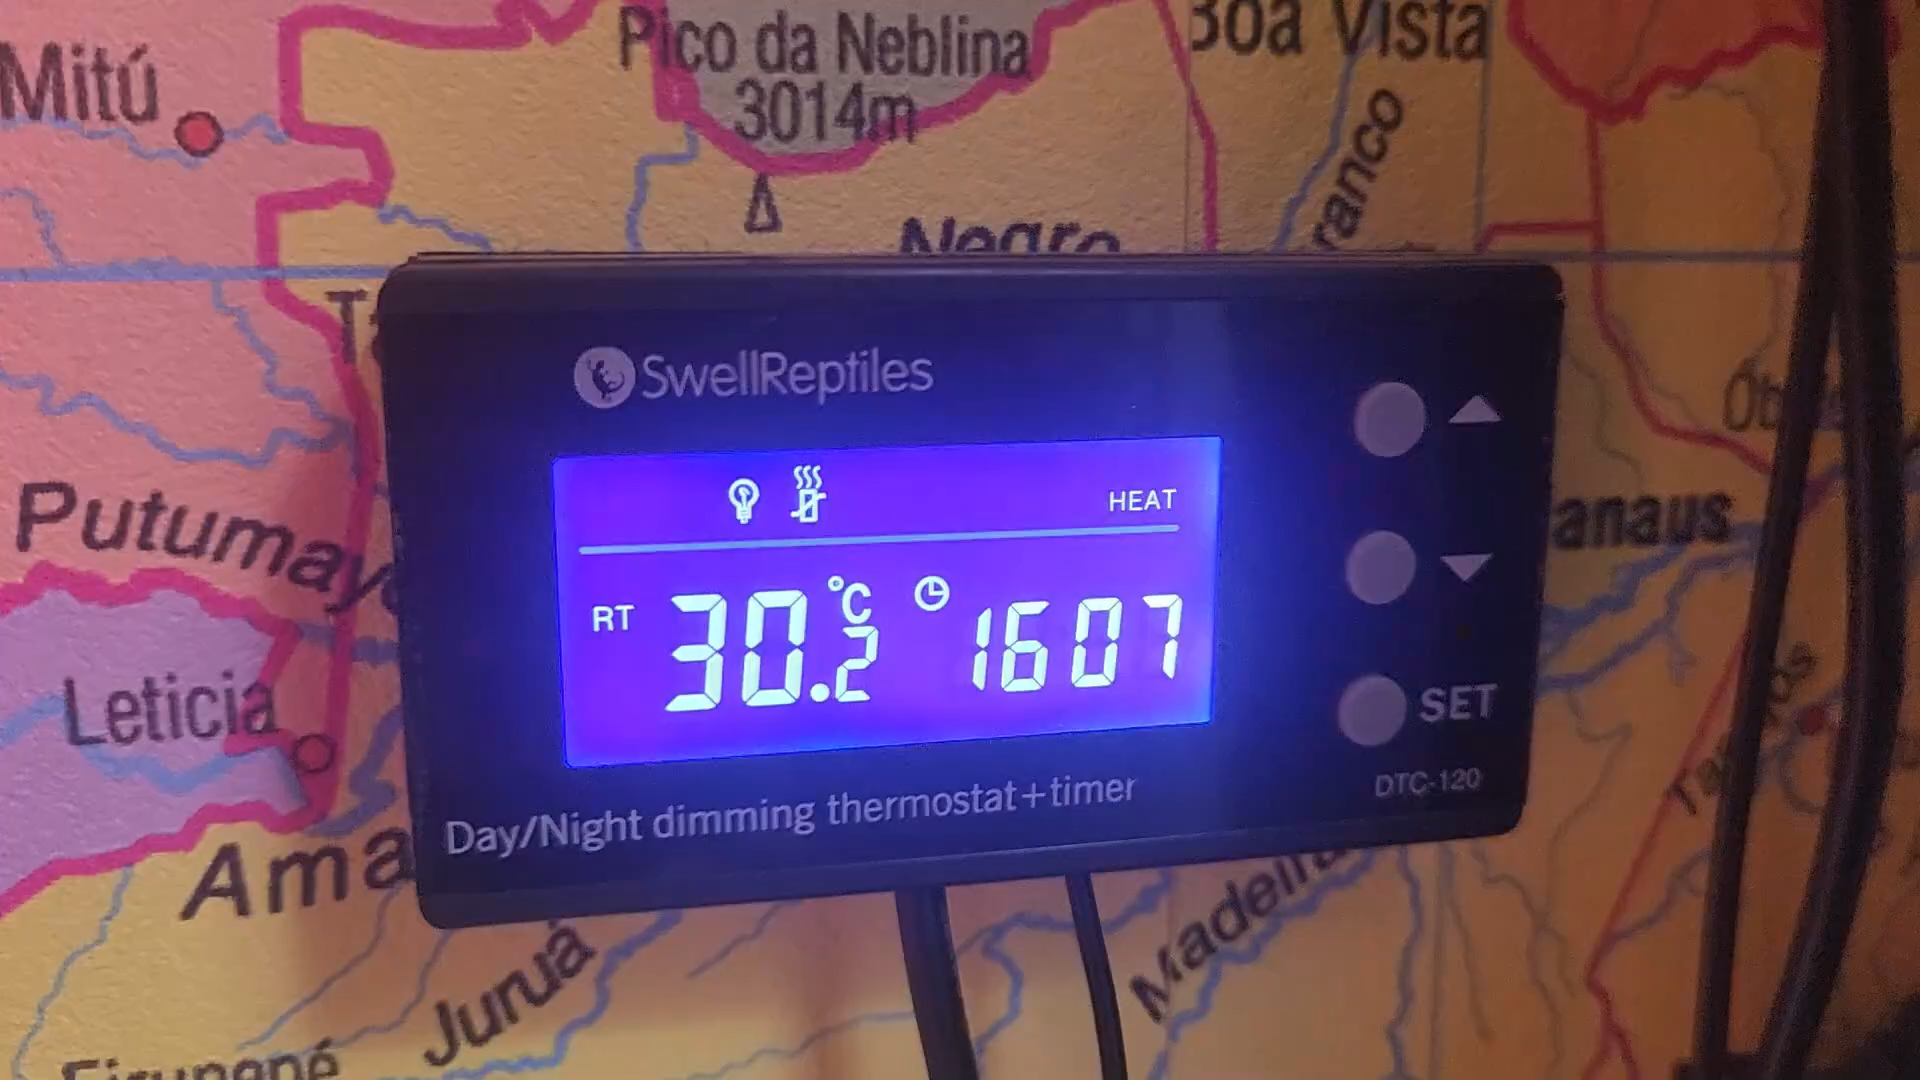 Mitú
Pico da Neblina
3014m
Boa Vista
ranco
Negro
SwellReptiles
HEAT
RT 30.2 °C 1607
SET
DTC-120
Day/Night dimming thermostat+timer
anaus
Putumay
Leticia
Ama
Juruá
Madeira